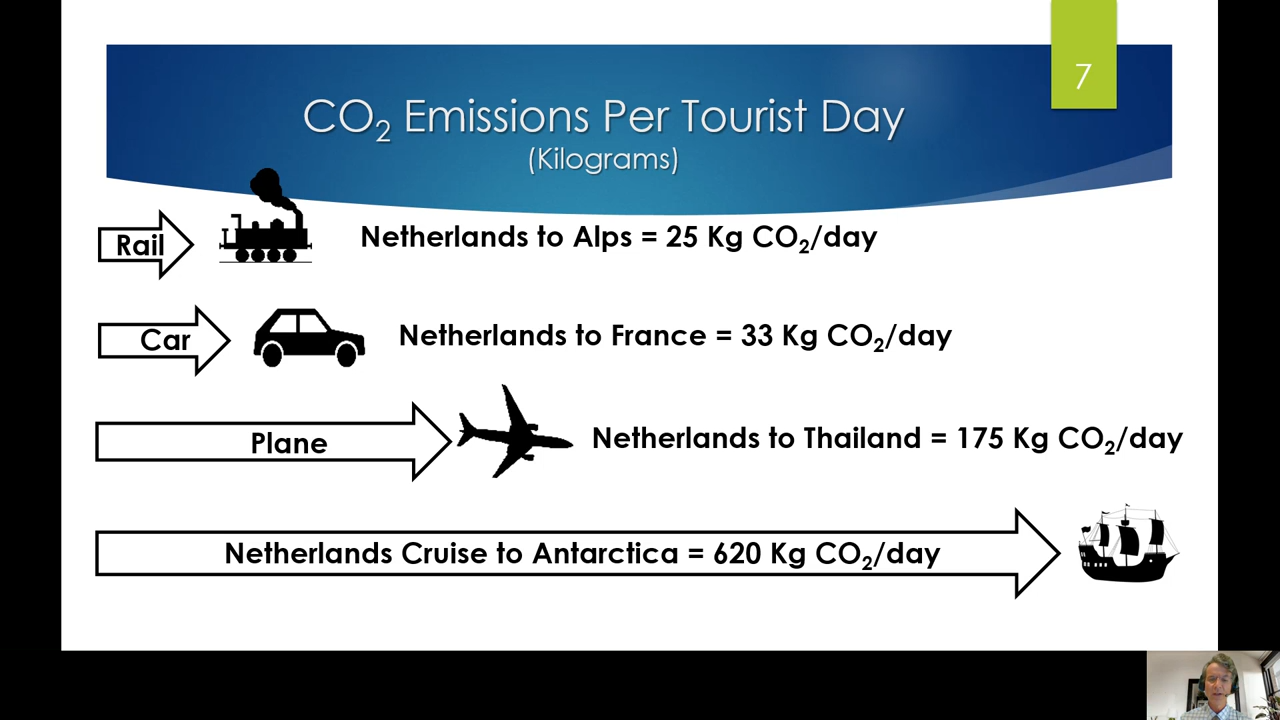 7
CO₂ Emissions Per Tourist Day
(Kilograms)
Rail
Netherlands to Alps = 25 Kg CO₂/day
Car
Netherlands to France = 33 Kg CO₂/day
Plane
Netherlands to Thailand = 175 Kg CO₂/day
Netherlands Cruise to Antarctica = 620 Kg CO₂/day